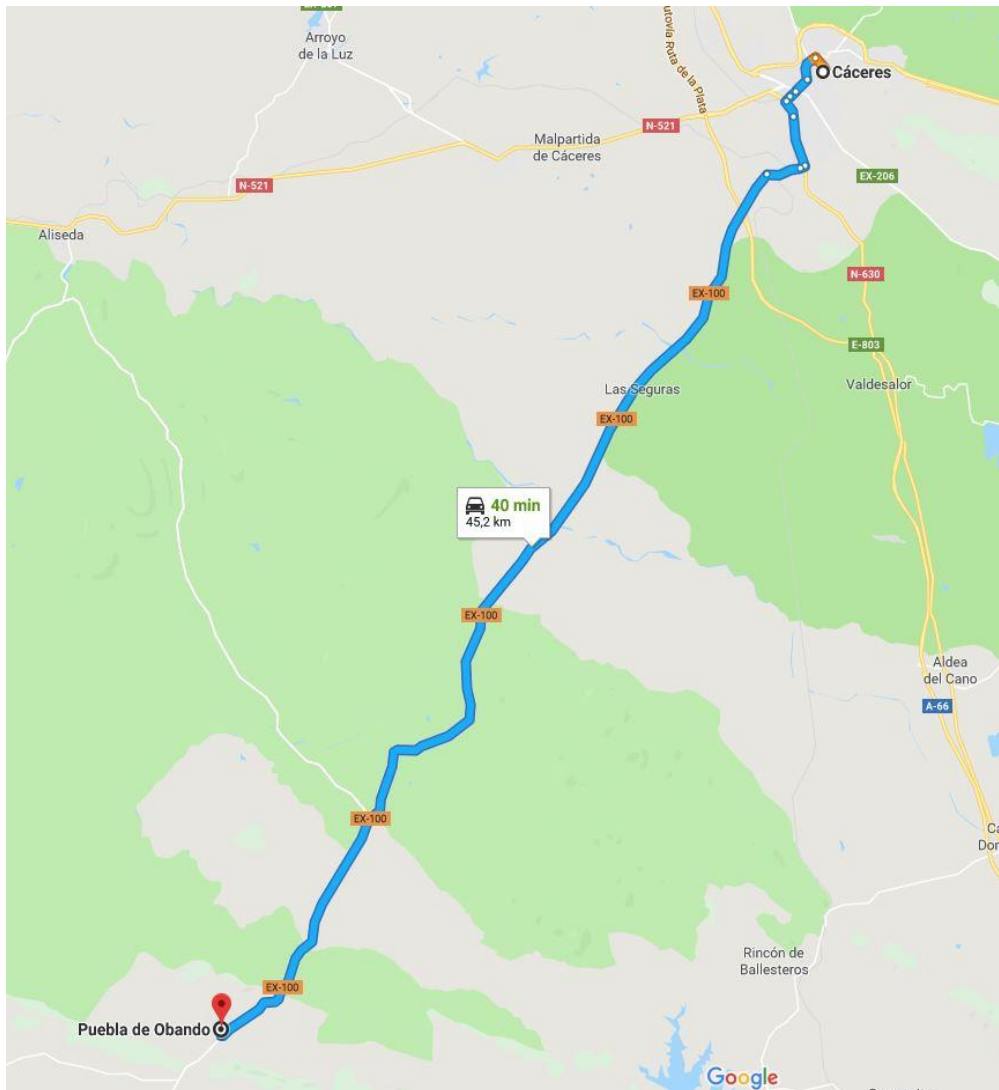 Arroyo
de la Luz
Autovía Ruta de la Plata
Cáceres
N-521
Malpartida
de Cáceres
EX-206
N-521
Aliseda
N-630
EX-100
E-803
Las Seguras
Valdesalor
EX-100
40 min
45,2 km
EX-100
Aldea
del Cano
A-66
EX-100
Rincón de
Ballesteros
EX-100
Puebla de Obando
Google